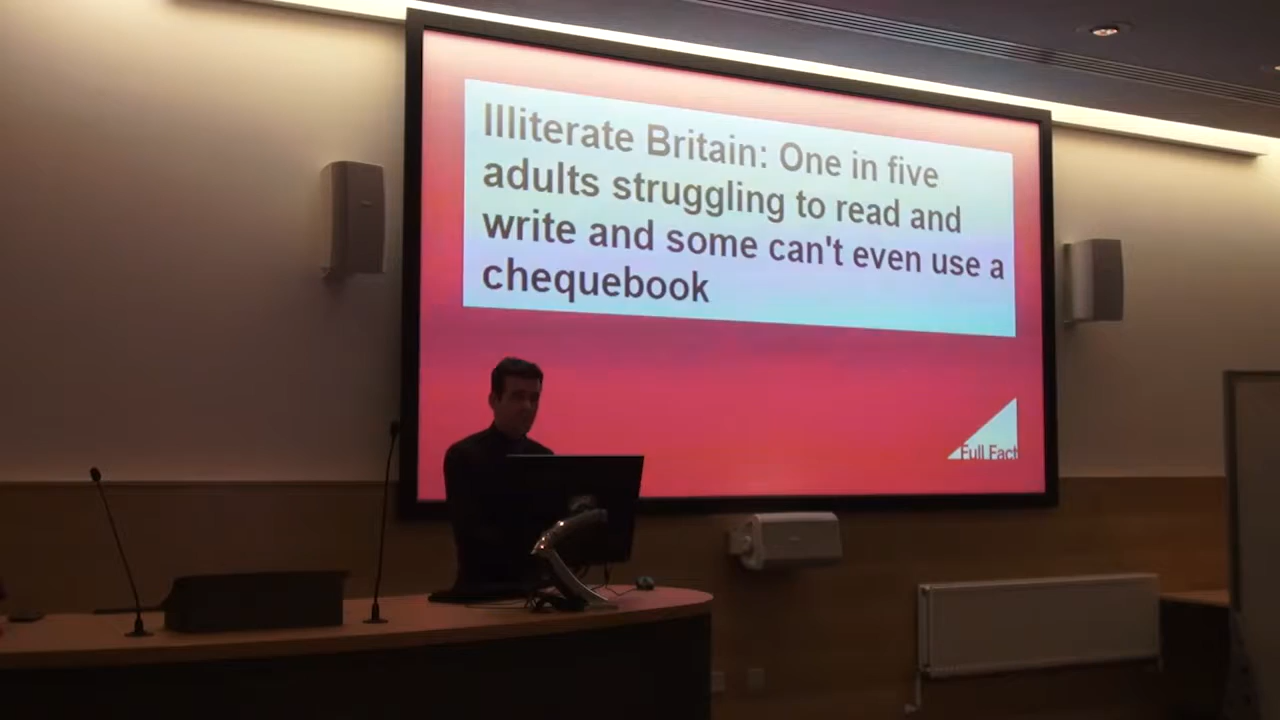 Illiterate Britain: One in five
adults struggling to read and
write and some can't even use a
chequebook
Full Fact